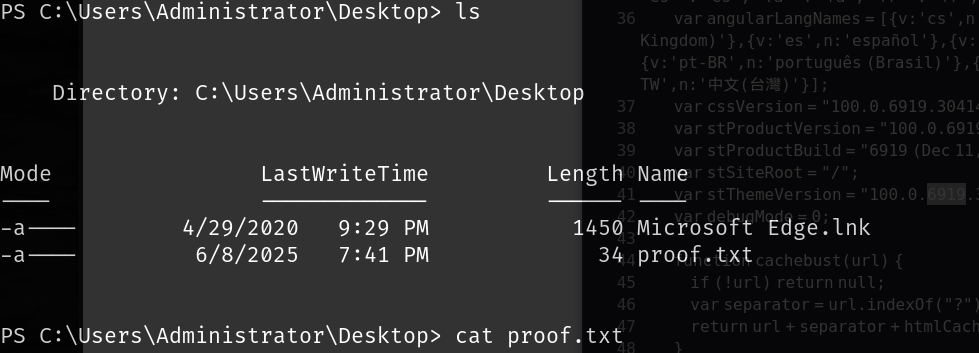 PS C:\Users\Administrator\Desktop> ls
Directory: C:\Users\Administrator\Desktop
Mode LastWriteTime Length Name
-a---- 4/29/2020 9:29 PM 1450 Microsoft Edge.lnk
-a---- 6/8/2025 7:41 PM 34 proof.txt
PS C:\Users\Administrator\Desktop> cat proof.txt
36 var angularLangNames = [{v:'cs',n
Kingdom)'},{v:'es',n:'español'},{v:
{v:'pt-BR',n:'português (Brasil)'},{
TW',n:'中文(台灣)'}];
37 var cssVersion = "100.0.6919.30414
38 var stProductVersion = "100.0.6919
39 var stProductBuild = "6919 (Dec 11,
40 var stSiteRoot = "/";
41 var stThemeVersion = "100.0.6919.
42 var debugMode = 0;
43
44 function cachebust(url) {
45 if (!url) return null;
46 var separator = url.indexOf("?")
47 return url + separator + htmlCach
48 }